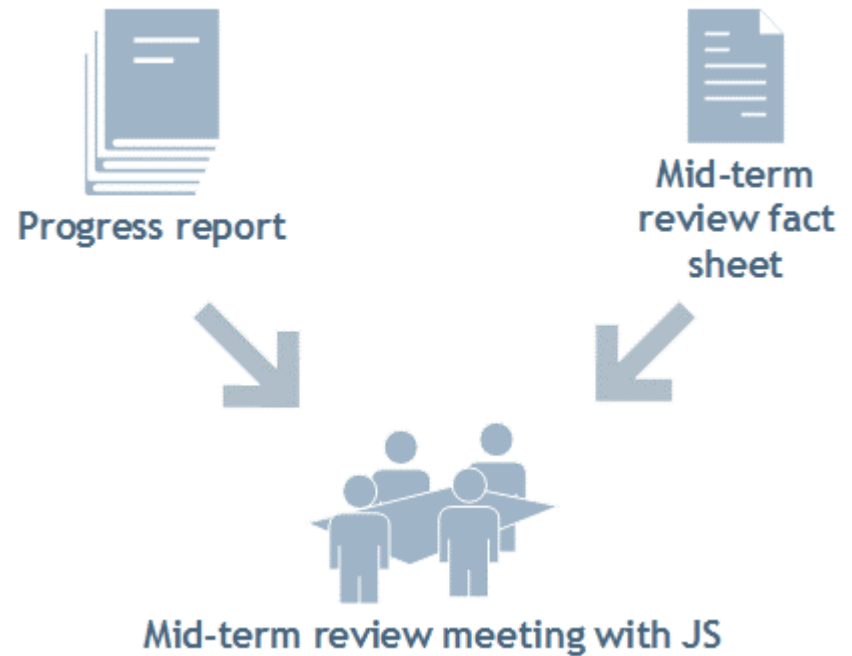 Progress report
Mid-term
review fact
sheet
Mid-term review meeting with JS